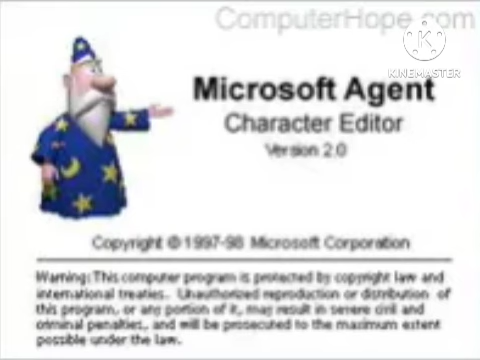 ComputerHope.com
KINEMASTER
Microsoft Agent
Character Editor
Version 2.0
Copyright © 1997-98 Microsoft Corporation
Warning: This computer program is protected by copyright law and
international treaties. Unauthorized reproduction or distribution of
this program, or any portion of it, may result in severe civil and
criminal penalties, and will be prosecuted to the maximum extent
possible under the law.